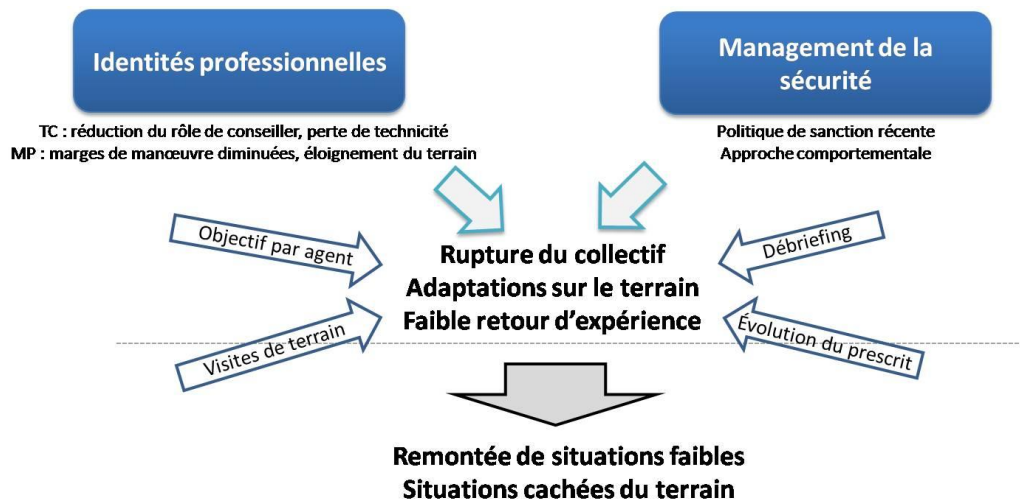 Identités professionnelles
Management de la
sécurité
TC : réduction du rôle de conseiller, perte de technicité
MP : marges de manœuvre diminuées, éloignement du terrain
Politique de sanction récente
Approche comportementale
Objectif par agent
Débriefing
Rupture du collectif
Adaptations sur le terrain
Faible retour d'expérience
Visites de terrain
Évolution du prescrit
Remontée de situations faibles
Situations cachées du terrain